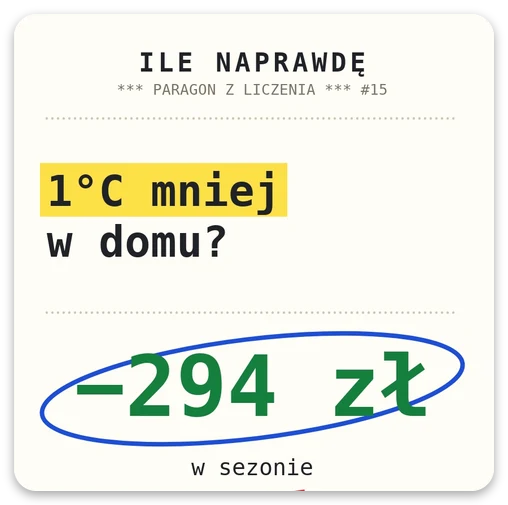 ILE NAPRAWDĘ
*** PARAGON Z LICZENIA *** #15
1°C mniej
w domu?
−294 zł
w sezonie